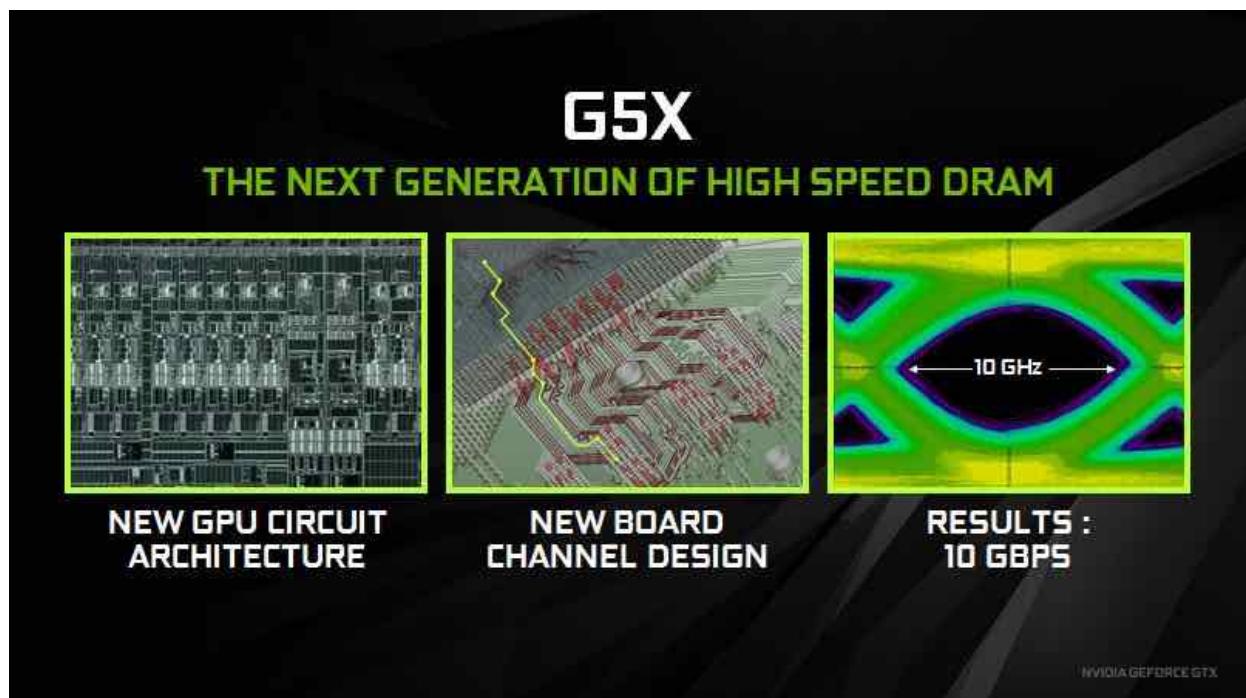 G5X
THE NEXT GENERATION OF HIGH SPEED DRAM
10 GHz
NEW GPU CIRCUIT
ARCHITECTURE
NEW BOARD
CHANNEL DESIGN
RESULTS :
10 GBPS
NVIDIA GEFORCE GTX